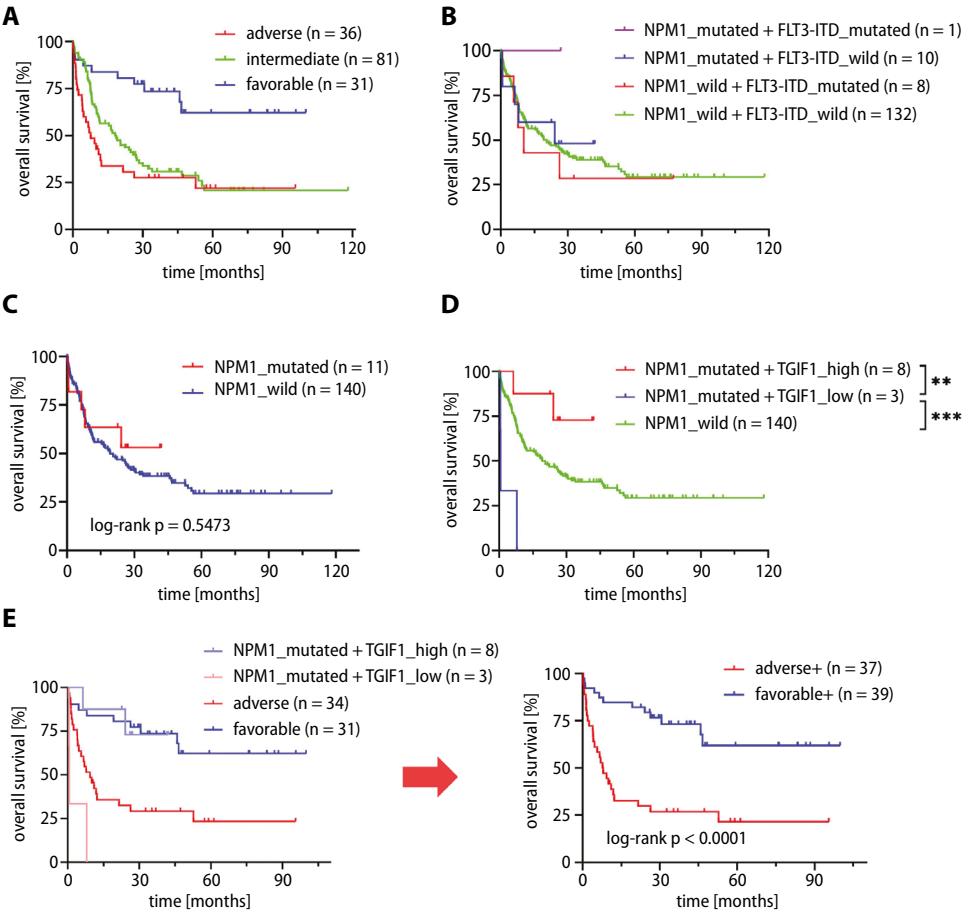 A
adverse (n = 36)
intermediate (n = 81)
favorable (n = 31)
overall survival [%]
100
75
50
25
0
0 30 60 90 120
time [months]
B
NPM1_mutated + FLT3-ITD_mutated (n = 1)
NPM1_mutated + FLT3-ITD_wild (n = 10)
NPM1_wild + FLT3-ITD_mutated (n = 8)
NPM1_wild + FLT3-ITD_wild (n = 132)
overall survival [%]
100
75
50
25
0
0 30 60 90 120
time [months]
C
NPM1_mutated (n = 11)
NPM1_wild (n = 140)
overall survival [%]
100
75
50
25
0
log-rank p = 0.5473
0 30 60 90 120
time [months]
D
NPM1_mutated + TGIF1_high (n = 8)
NPM1_mutated + TGIF1_low (n = 3)
NPM1_wild (n = 140)
**
***
overall survival [%]
100
75
50
25
0
0 30 60 90 120
time [months]
E
NPM1_mutated + TGIF1_high (n = 8)
NPM1_mutated + TGIF1_low (n = 3)
adverse (n = 34)
favorable (n = 31)
overall survival [%]
100
75
50
25
0
0 30 60 90 120
time [months]
adverse+ (n = 37)
favorable+ (n = 39)
overall survival [%]
100
75
50
25
0
log-rank p < 0.0001
0 30 60 90 120
time [months]